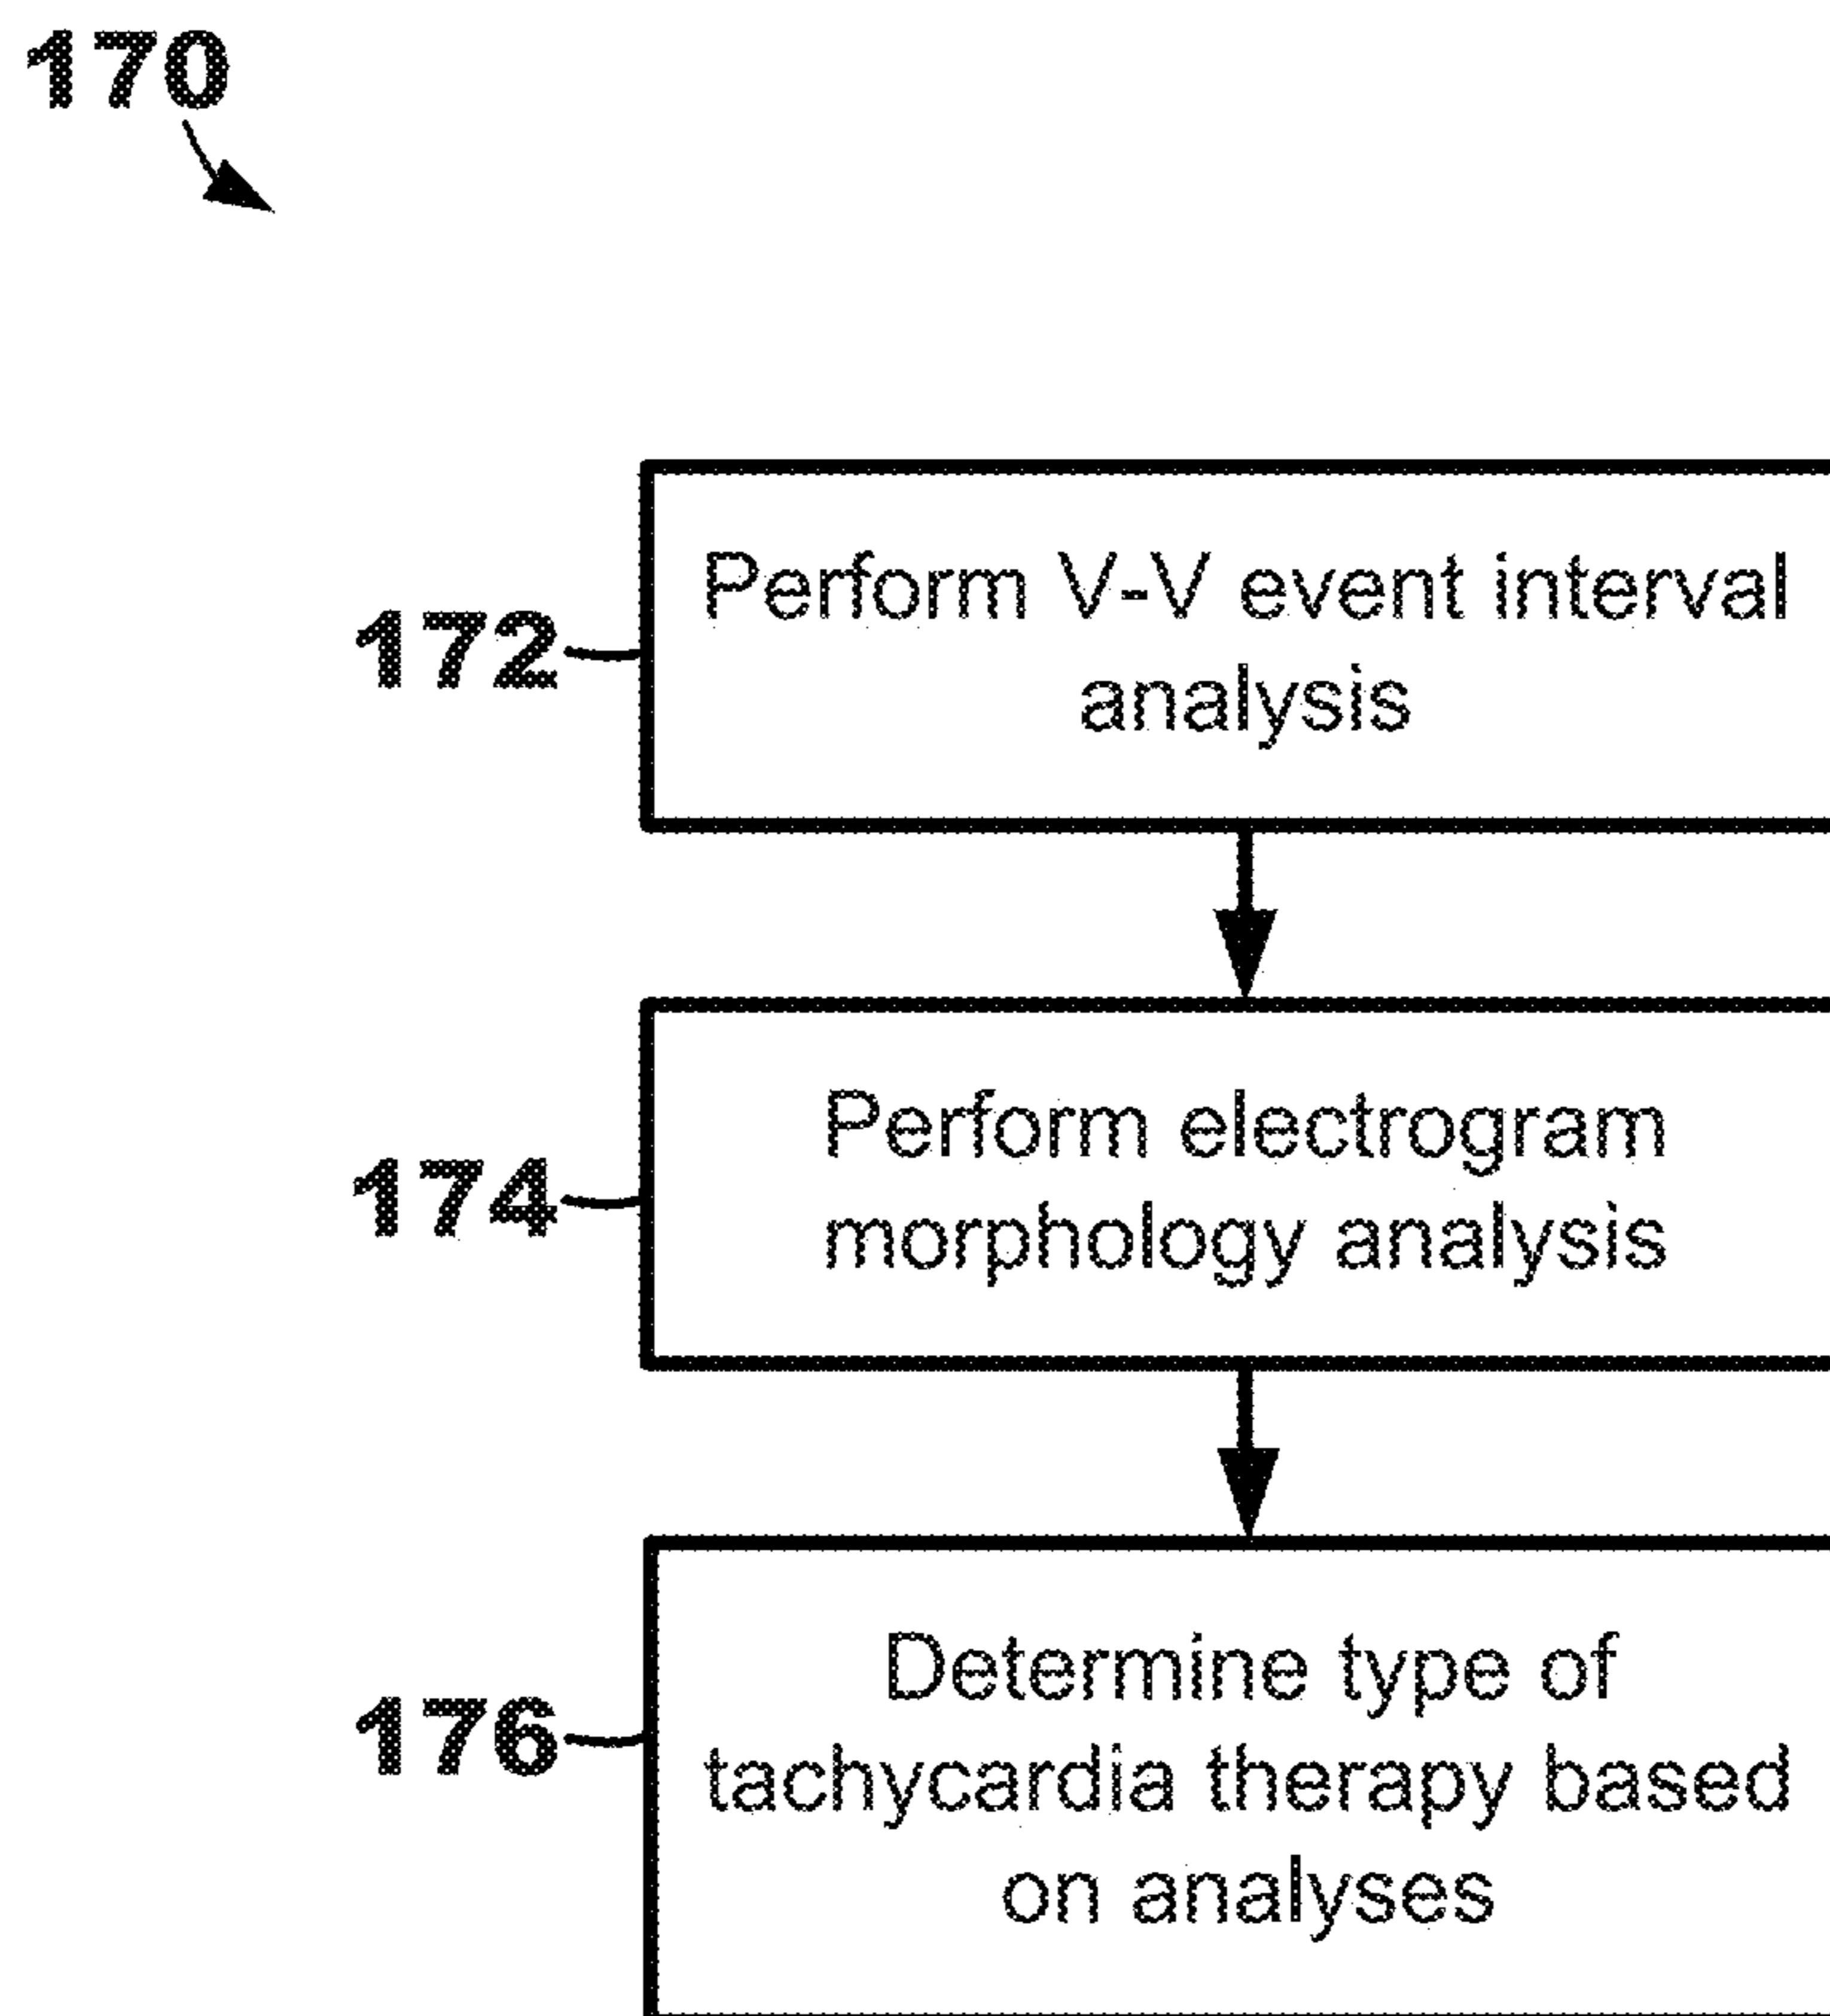 170
172
Perform V-V event interval
analysis
174
Perform electrogram
morphology analysis
176
Determine type of
tachycardia therapy based
on analyses